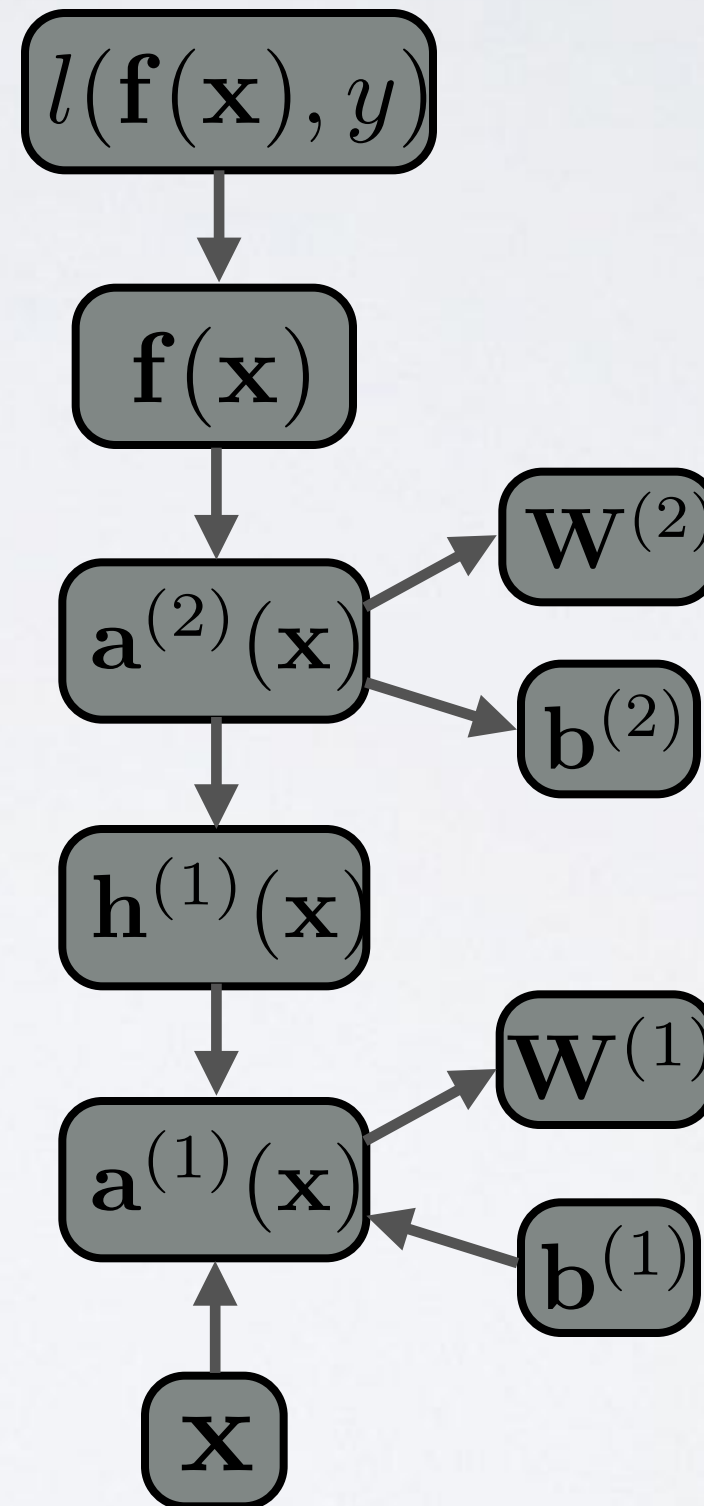 l(f(x), y)
f(x)
W^(2)
a^(2)(x)
b^(2)
h^(1)(x)
W^(1)
a^(1)(x)
b^(1)
x